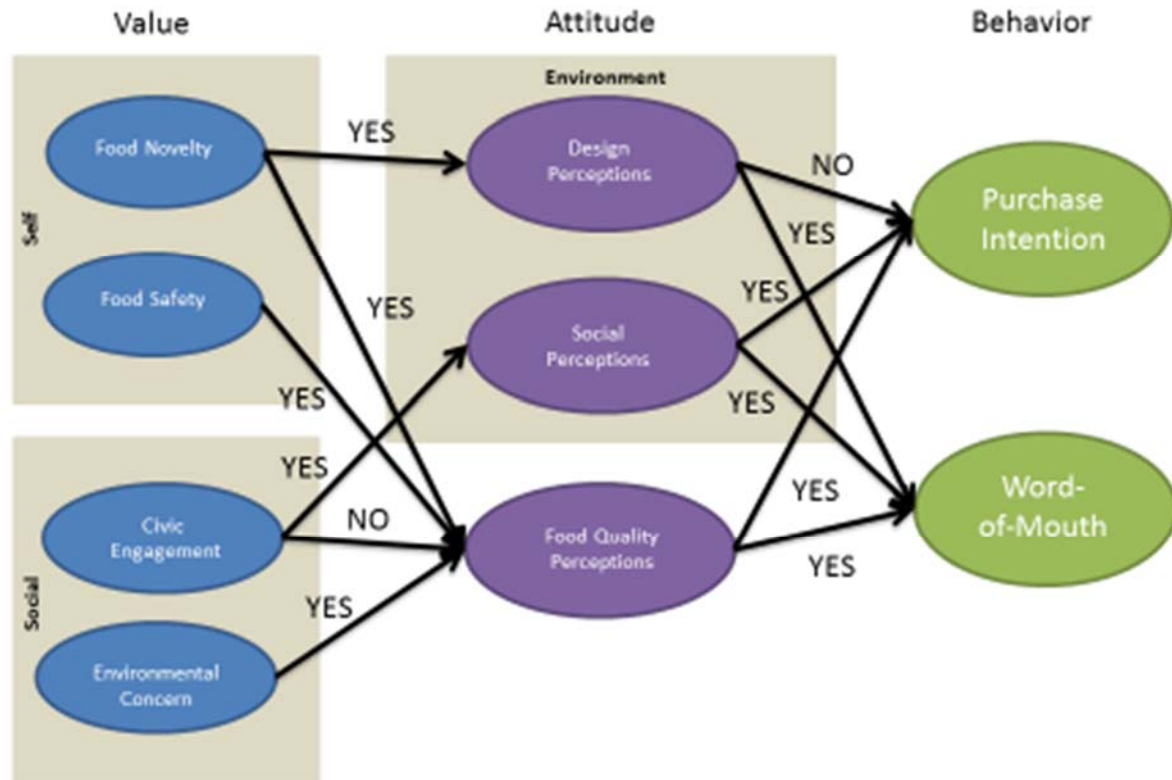 Value
Attitude
Behavior
Environment
Self
Food Novelty
Food Safety
Social
Civic
Engagement
Environmental
Concern
YES
YES
YES
YES
NO
YES
Design
Perceptions
Social
Perceptions
Food Quality
Perceptions
NO
YES
YES
YES
YES
YES
Purchase
Intention
Word-
of-Mouth